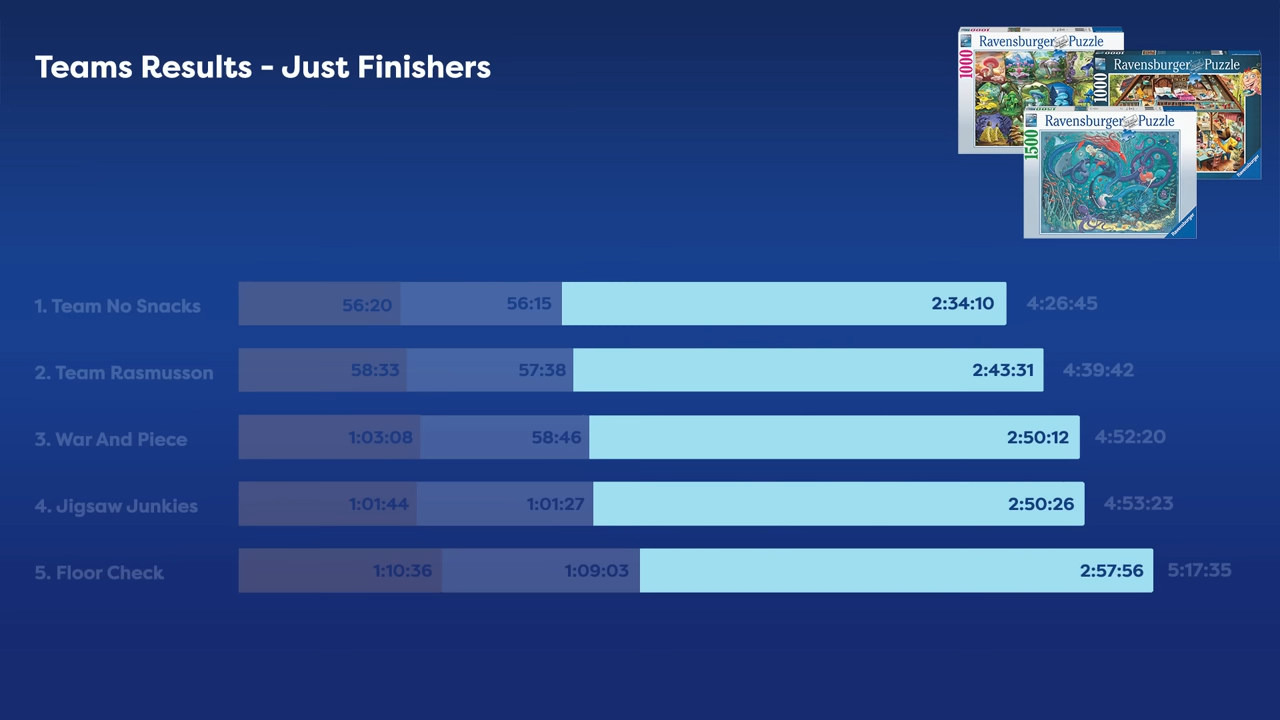 Teams Results - Just Finishers
Ravensburger Puzzle
1000
Ravensburger Puzzle
1000
Ravensburger Puzzle
1500
Ravensburger
Ravensburger
1. Team No Snacks 56:20 56:15 2:34:10 4:26:45
2. Team Rasmusson 58:33 57:38 2:43:31 4:39:42
3. War And Piece 1:03:08 58:46 2:50:12 4:52:20
4. Jigsaw Junkies 1:01:44 1:01:27 2:50:26 4:53:23
5. Floor Check 1:10:36 1:09:03 2:57:56 5:17:35